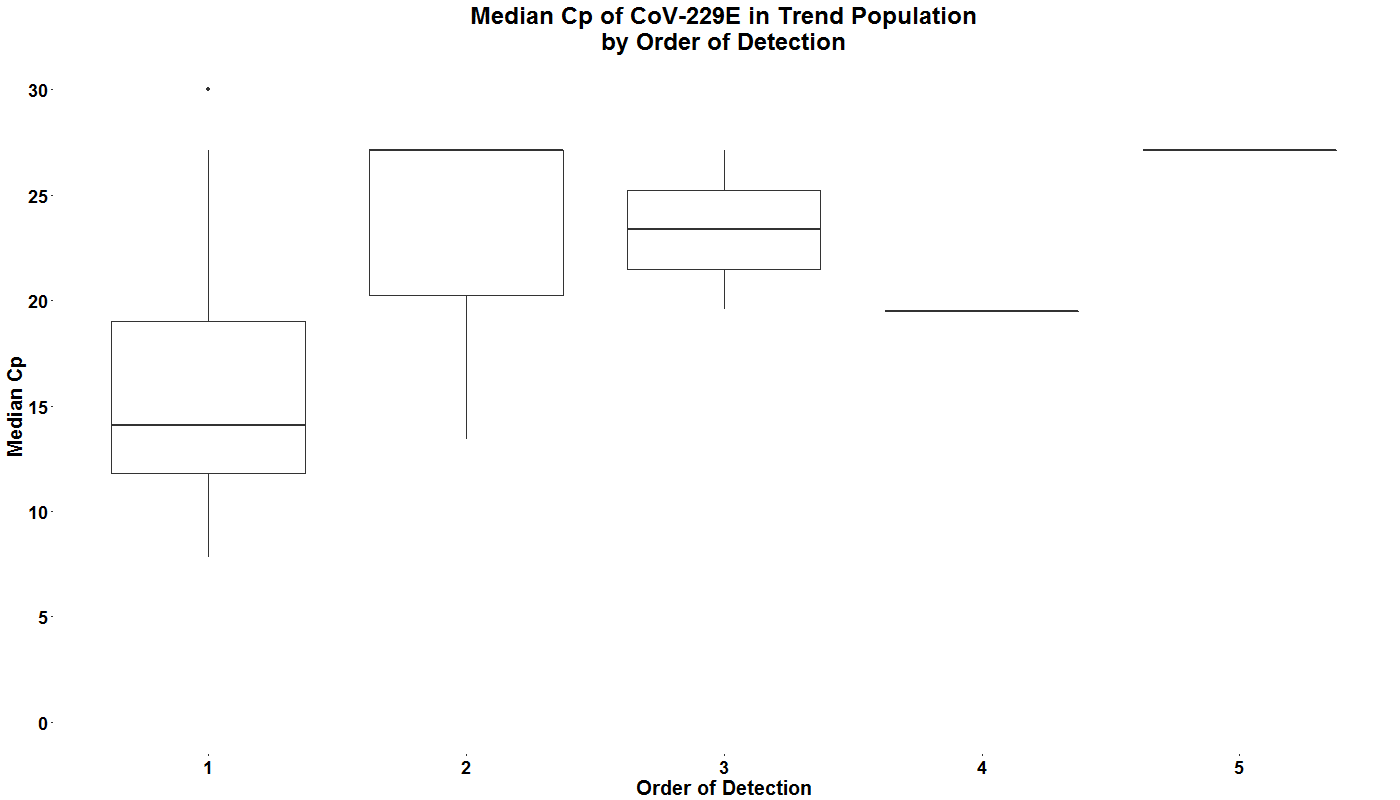 Median Cp of CoV-229E in Trend Population
by Order of Detection
30
25
20
15
10
5
0
Median Cp
1 2 3 4 5
Order of Detection